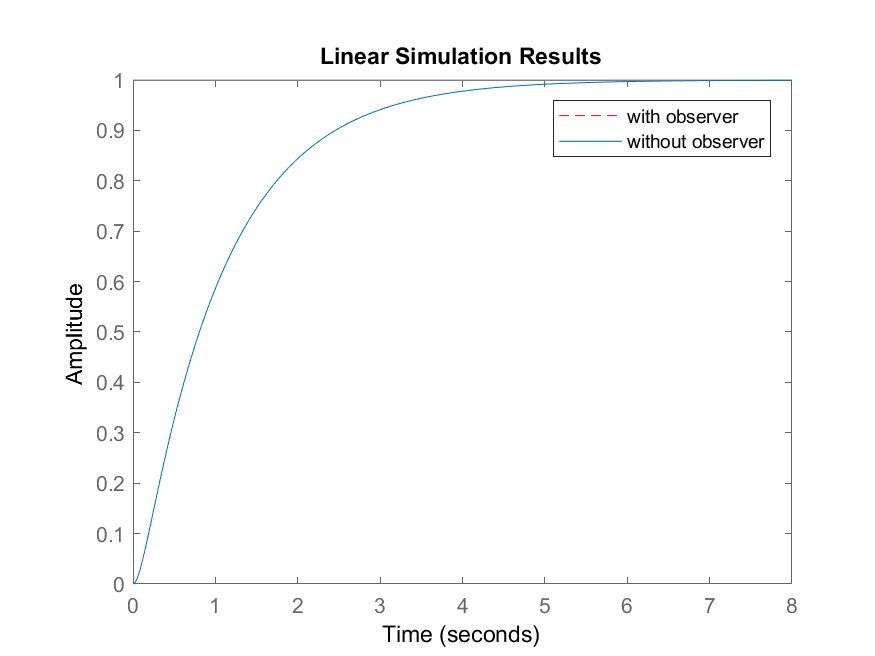 Linear Simulation Results
1
0.9
0.8
0.7
0.6
0.5
0.4
0.3
0.2
0.1
0
Amplitude
with observer
without observer
0 1 2 3 4 5 6 7 8
Time (seconds)